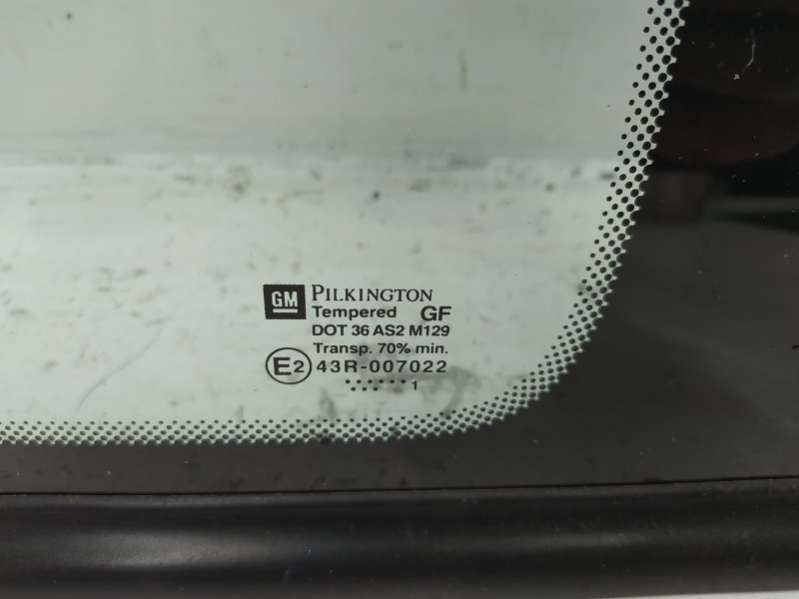 GM PILKINGTON
Tempered GF
DOT 36 AS2 M129
Transp. 70% min.
E2 43R-007022
1